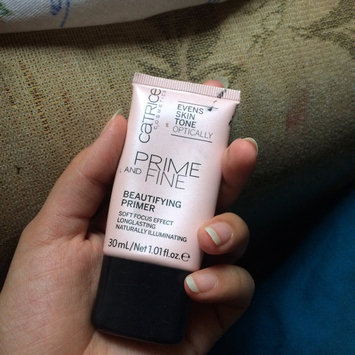 CATRICE
COSMETICS
EVENS
SKIN
TONE
OPTICALLY
PRIME
AND FINE
BEAUTIFYING
PRIMER
SOFT FOCUS EFFECT
LONGLASTING
NATURALLY ILLUMINATING
30 mL/Net 1.01 fl.oz.℮